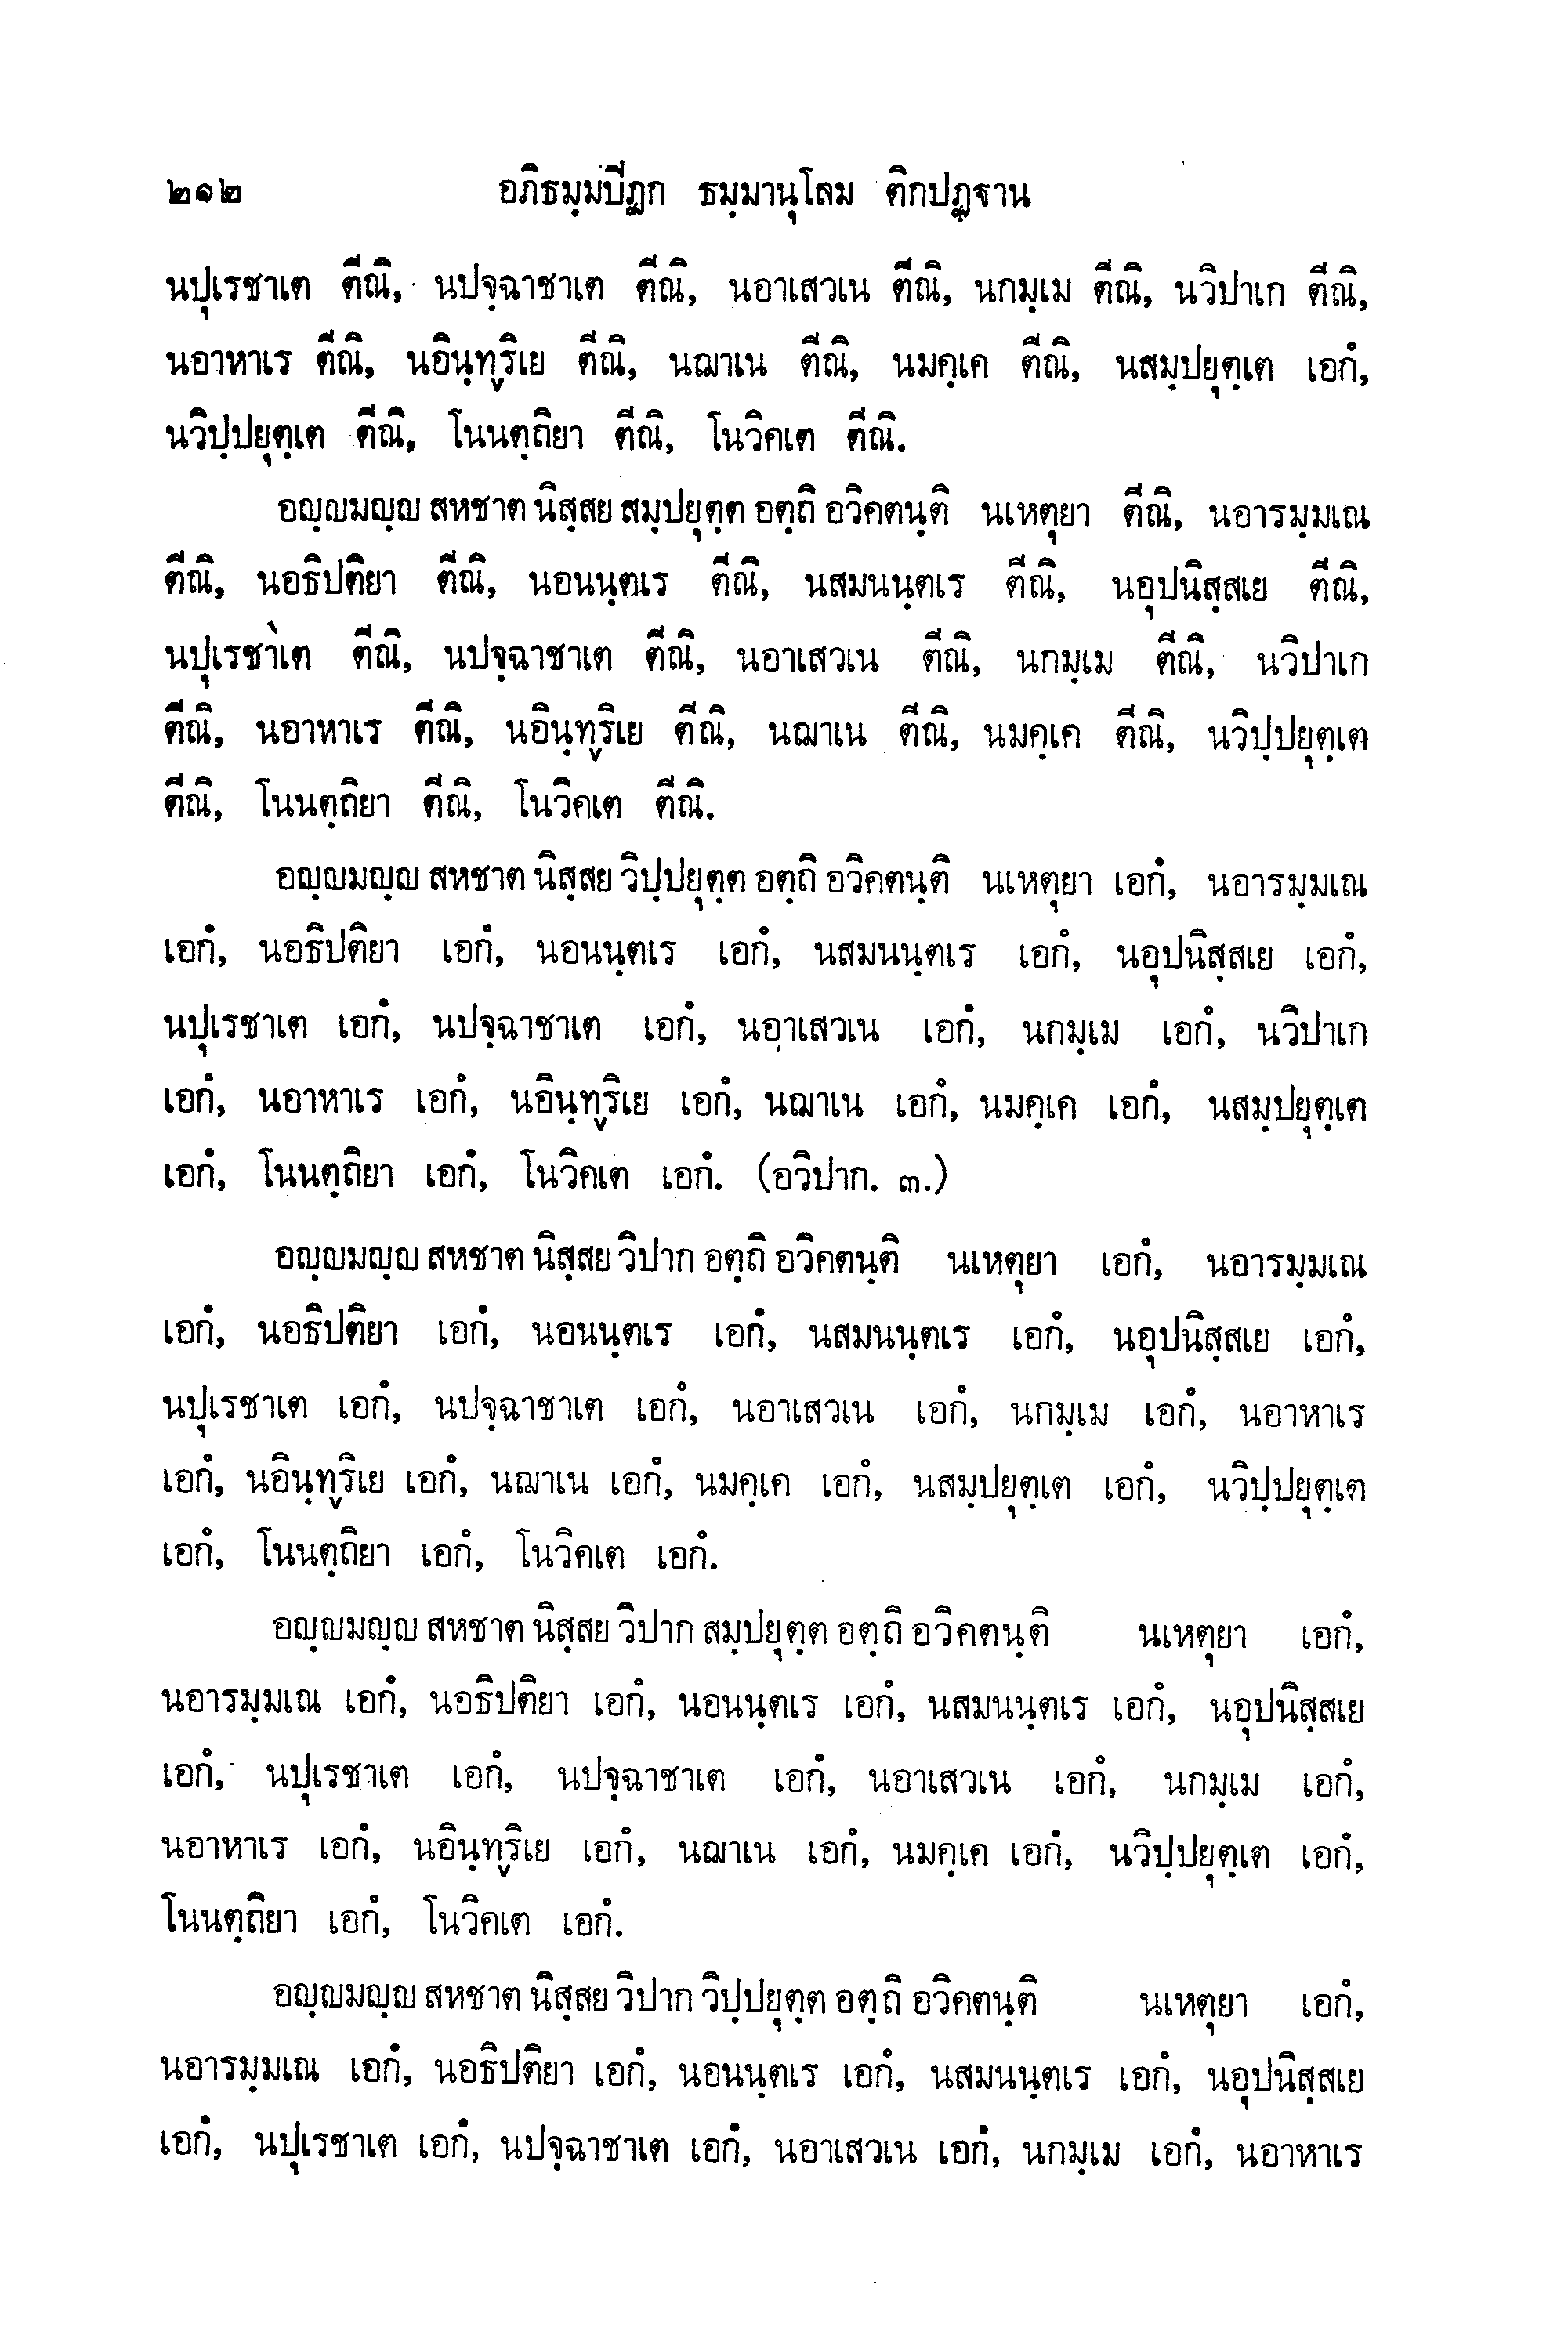 ๒๑๒ อภิธมฺมปีฏก ธมฺมานุโลม ติกปฏฺฐาน
นปุเรชาเต ตีณิ, นปจฺฉาชาเต ตีณิ, นอาเสวเน ตีณิ, นกมฺเม ตีณิ, นวิปาเก ตีณิ,
นอาหาเร ตีณิ, นอินฺทฺริเย ตีณิ, นฌาเน ตีณิ, นมคฺเค ตีณิ, นสมฺปยุตฺเต เอกํ,
นวิปฺปยุตฺเต ตีณิ, โนนตฺถิยา ตีณิ, โนวิคเต ตีณิ.
อญฺญมญฺญ สหชาต นิสฺสย สมฺปยุตฺต อตฺถิ อวิคตนฺติ นเหตุยา ตีณิ, นอารมฺมเณ
ตีณิ, นอธิปติยา ตีณิ, นอนนฺตเร ตีณิ, นสมนนฺตเร ตีณิ, นอุปนิสฺสเย ตีณิ,
นปุเรชาเต ตีณิ, นปจฺฉาชาเต ตีณิ, นอาเสวเน ตีณิ, นกมฺเม ตีณิ, นวิปาเก
ตีณิ, นอาหาเร ตีณิ, นอินฺทฺริเย ตีณิ, นฌาเน ตีณิ, นมคฺเค ตีณิ, นวิปฺปยุตฺเต
ตีณิ, โนนตฺถิยา ตีณิ, โนวิคเต ตีณิ.
อญฺญมญฺญ สหชาต นิสฺสย วิปฺปยุตฺต อตฺถิ อวิคตนฺติ นเหตุยา เอกํ, นอารมฺมเณ
เอกํ, นอธิปติยา เอกํ, นอนนฺตเร เอกํ, นสมนนฺตเร เอกํ, นอุปนิสฺสเย เอกํ,
นปุเรชาเต เอกํ, นปจฺฉาชาเต เอกํ, นอาเสวเน เอกํ, นกมฺเม เอกํ, นวิปาเก
เอกํ, นอาหาเร เอกํ, นอินฺทฺริเย เอกํ, นฌาเน เอกํ, นมคฺเค เอกํ, นสมฺปยุตฺเต
เอกํ, โนนตฺถิยา เอกํ, โนวิคเต เอกํ. (อวิปาก. ๓.)
อญฺญมญฺญ สหชาต นิสฺสย วิปาก อตฺถิ อวิคตนฺติ นเหตุยา เอกํ, นอารมฺมเณ
เอกํ, นอธิปติยา เอกํ, นอนนฺตเร เอกํ, นสมนนฺตเร เอกํ, นอุปนิสฺสเย เอกํ,
นปุเรชาเต เอกํ, นปจฺฉาชาเต เอกํ, นอาเสวเน เอกํ, นกมฺเม เอกํ, นอาหาเร
เอกํ, นอินฺทฺริเย เอกํ, นฌาเน เอกํ, นมคฺเค เอกํ, นสมฺปยุตฺเต เอกํ, นวิปฺปยุตฺเต
เอกํ, โนนตฺถิยา เอกํ, โนวิคเต เอกํ.
อญฺญมญฺญ สหชาต นิสฺสย วิปาก สมฺปยุตฺต อตฺถิ อวิคตนฺติ นเหตุยา เอกํ,
นอารมฺมเณ เอกํ, นอธิปติยา เอกํ, นอนนฺตเร เอกํ, นสมนนฺตเร เอกํ, นอุปนิสฺสเย
เอกํ, นปุเรชาเต เอกํ, นปจฺฉาชาเต เอกํ, นอาเสวเน เอกํ, นกมฺเม เอกํ,
นอาหาเร เอกํ, นอินฺทฺริเย เอกํ, นฌาเน เอกํ, นมคฺเค เอกํ, นวิปฺปยุตฺเต เอกํ,
โนนตฺถิยา เอกํ, โนวิคเต เอกํ.
อญฺญมญฺญ สหชาต นิสฺสย วิปาก วิปฺปยุตฺต อตฺถิ อวิคตนฺติ นเหตุยา เอกํ,
นอารมฺมเณ เอกํ, นอธิปติยา เอกํ, นอนนฺตเร เอกํ, นสมนนฺตเร เอกํ, นอุปนิสฺสเย
เอกํ, นปุเรชาเต เอกํ, นปจฺฉาชาเต เอกํ, นอาเสวเน เอกํ, นกมฺเม เอกํ, นอาหาเร